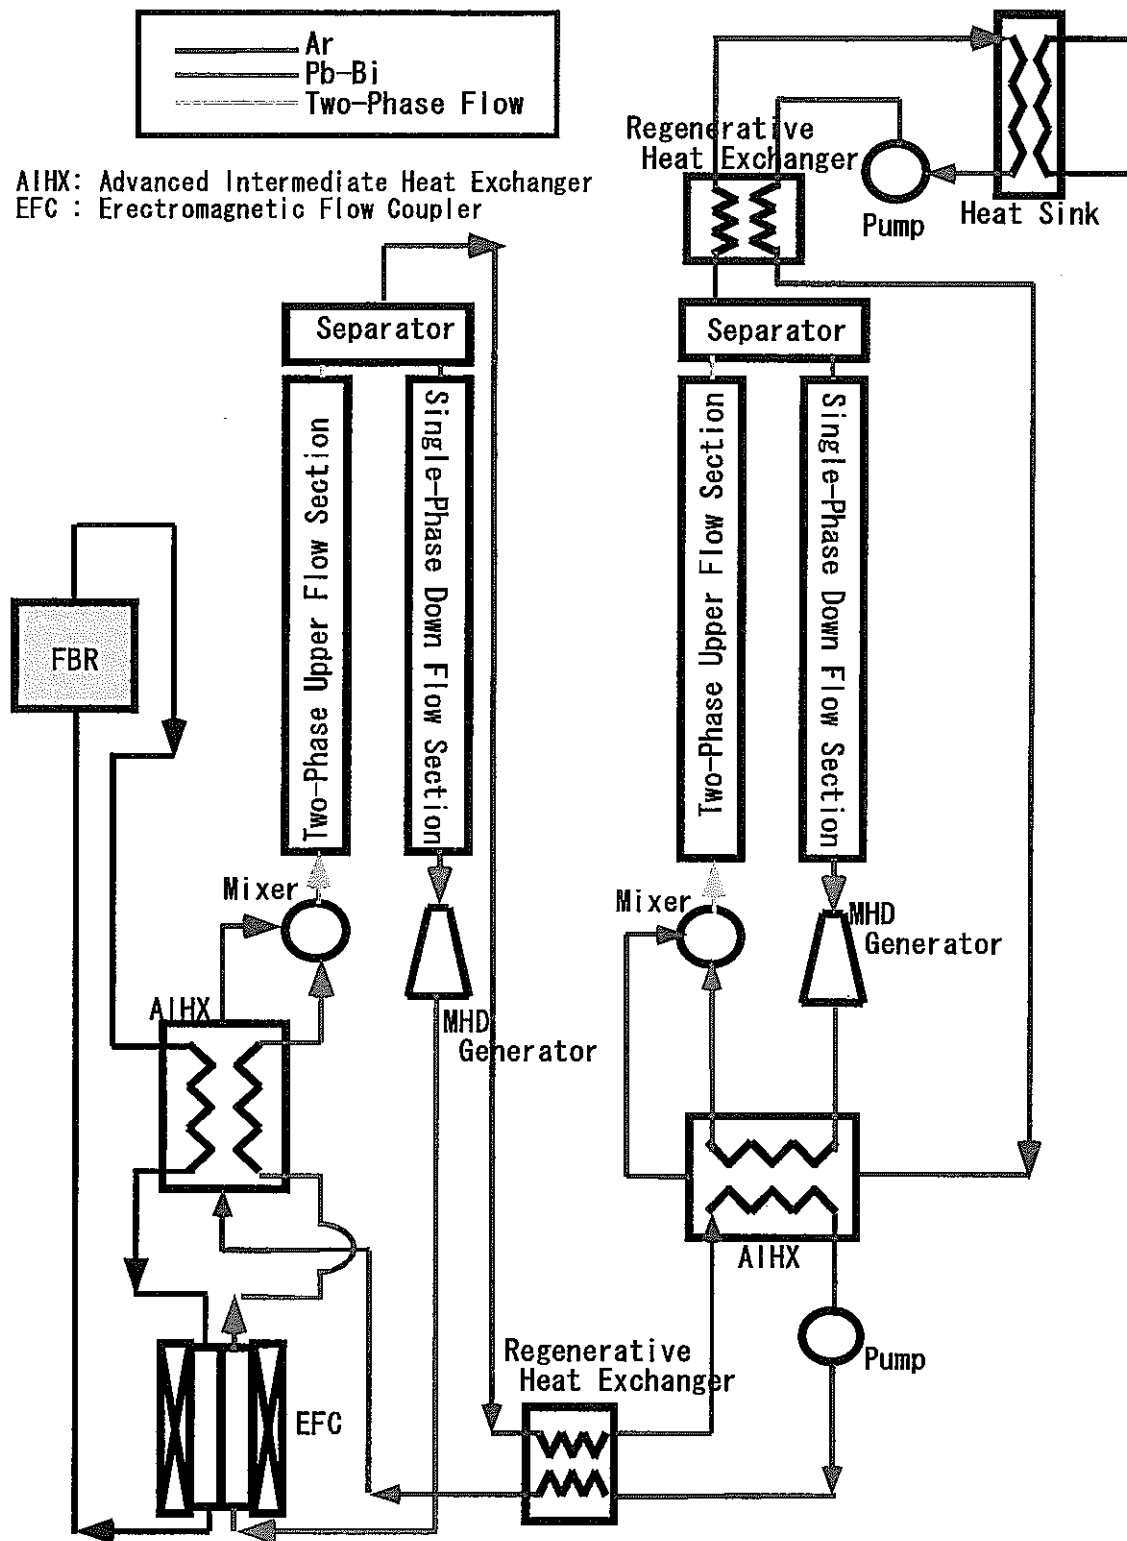 Ar
Pb-Bi
Two-Phase Flow
AIHX: Advanced Intermediate Heat Exchanger
EFC : Erectromagnetic Flow Coupler
Regenerative
Heat Exchanger
Pump
Heat Sink
Separator
Separator
Two-Phase Upper Flow Section
Single-Phase Down Flow Section
Two-Phase Upper Flow Section
Single-Phase Down Flow Section
FBR
Mixer
Mixer
MHD
Generator
AIHX
MHD
Generator
AIHX
Regenerative
Heat Exchanger
Pump
EFC